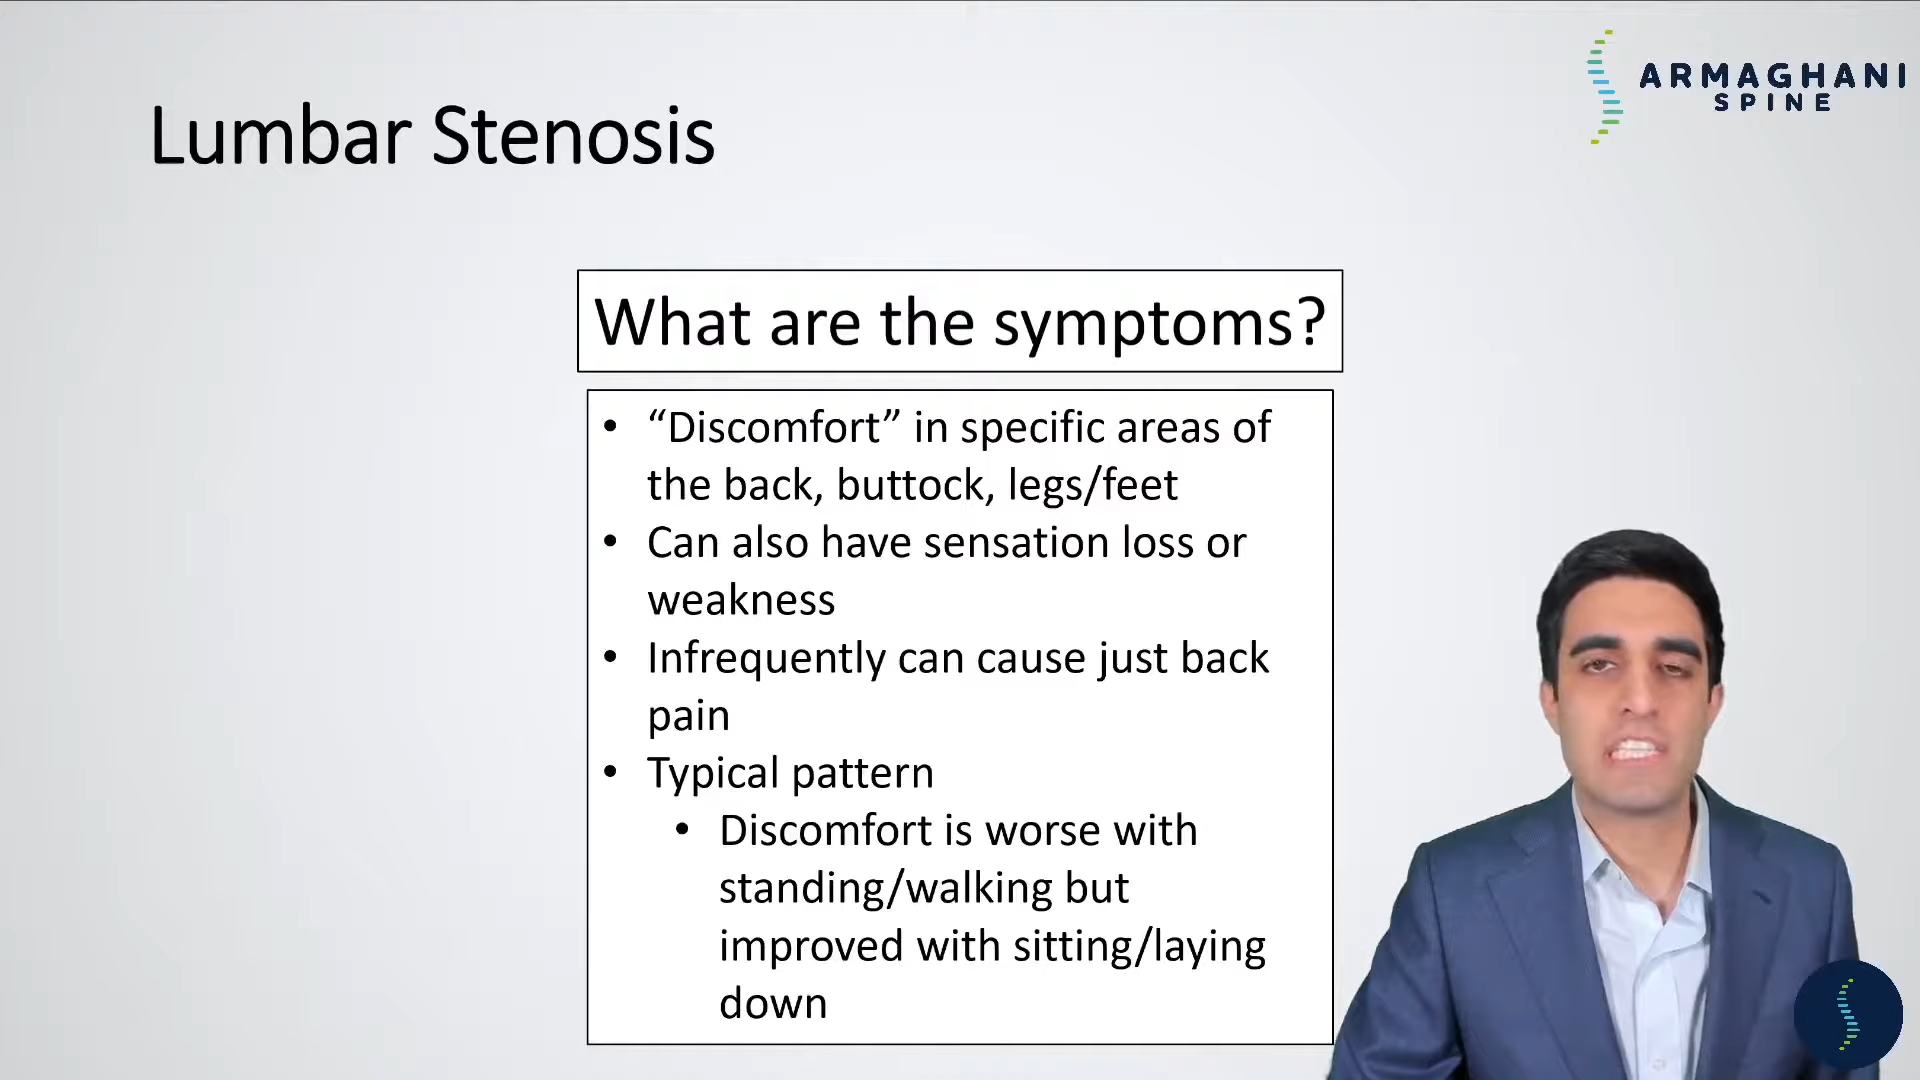 ARMAGHANI
SPINE
Lumbar Stenosis
What are the symptoms?
• “Discomfort” in specific areas of
the back, buttock, legs/feet
• Can also have sensation loss or
weakness
• Infrequently can cause just back
pain
• Typical pattern
• Discomfort is worse with
standing/walking but
improved with sitting/laying
down